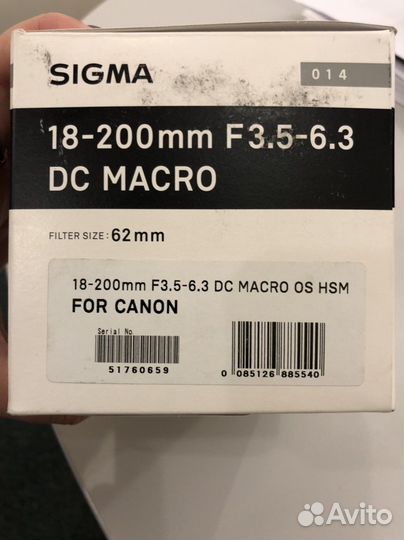 SIGMA
014
18-200mm F3.5-6.3
DC MACRO
FILTER SIZE : 62mm
18-200mm F3.5-6.3 DC MACRO OS HSM
FOR CANON
Serial No.
51760659
0 085126 885540
Avito